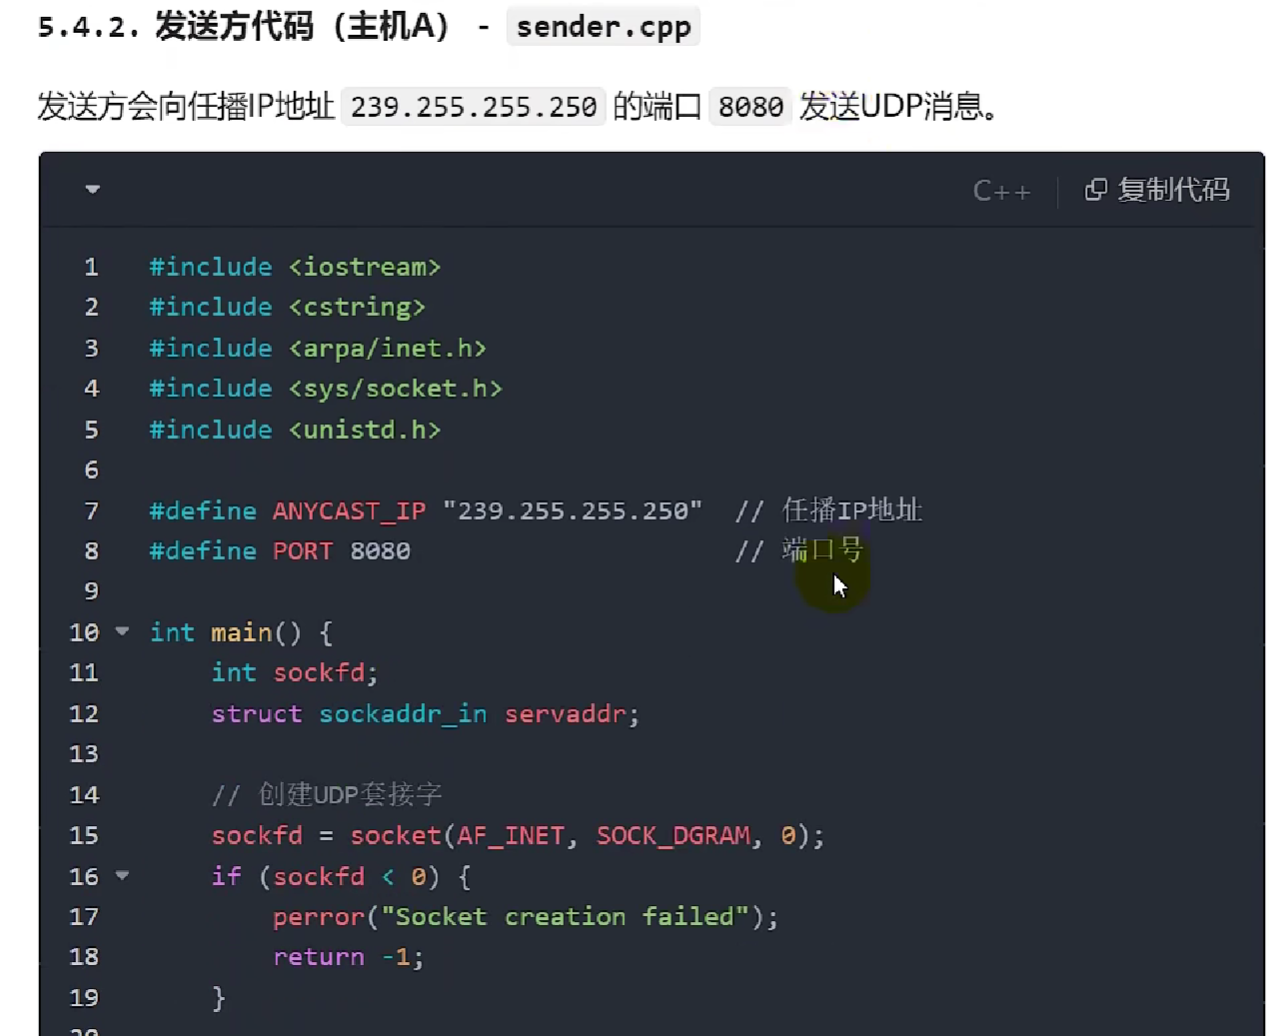 5.4.2. 发送方代码（主机A） - sender.cpp
发送方会向任播IP地址 239.255.255.250 的端口 8080 发送UDP消息。
C++ 复制代码
1 #include <iostream>
2 #include <cstring>
3 #include <arpa/inet.h>
4 #include <sys/socket.h>
5 #include <unistd.h>
6
7 #define ANYCAST_IP "239.255.255.250" // 任播IP地址
8 #define PORT 8080 // 端口号
9
10 int main() {
11 int sockfd;
12 struct sockaddr_in servaddr;
13
14 // 创建UDP套接字
15 sockfd = socket(AF_INET, SOCK_DGRAM, 0);
16 if (sockfd < 0) {
17 perror("Socket creation failed");
18 return -1;
19 }
20